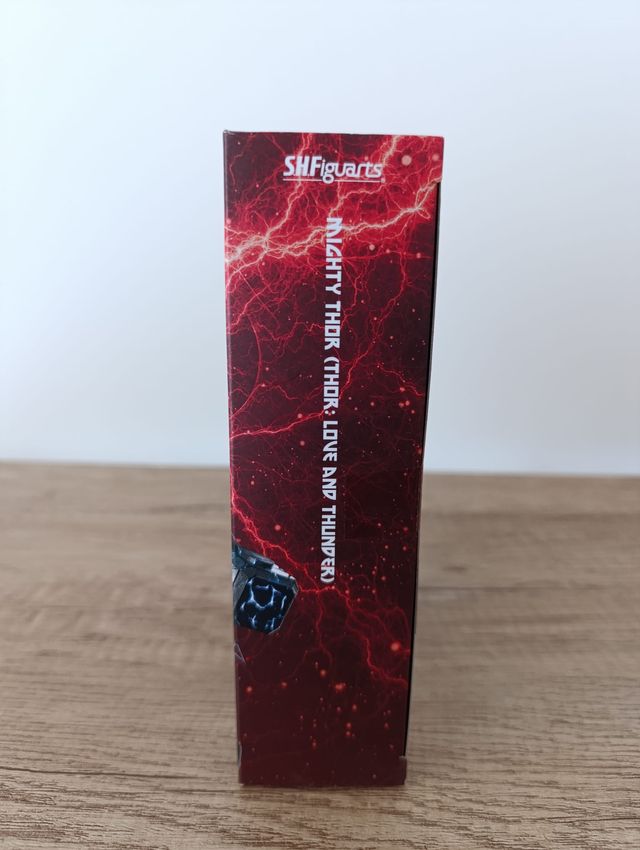 S.H.Figuarts
MIGHTY THOR (THOR: LOVE AND THUNDER)